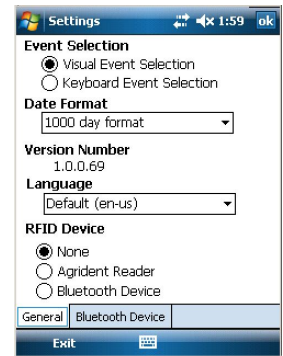 Settings 1:59 ok
Event Selection
Visual Event Selection
Keyboard Event Selection
Date Format
1000 day format
Version Number
1.0.0.69
Language
Default (en-us)
RFID Device
None
Agrident Reader
Bluetooth Device
General Bluetooth Device
Exit